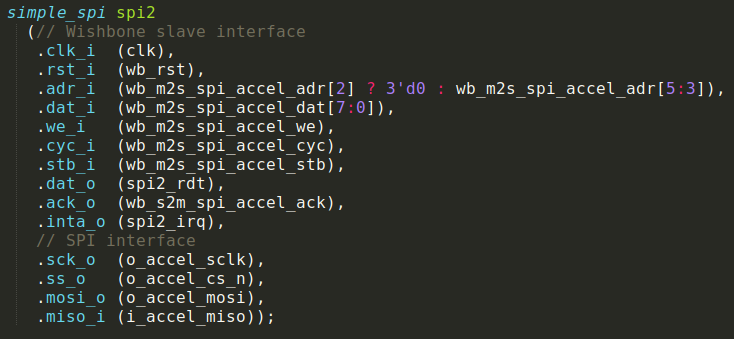 simple_spi spi2
(// Wishbone slave interface
.clk_i (clk),
.rst_i (wb_rst),
.adr_i (wb_m2s_spi_accel_adr[2] ? 3'd0 : wb_m2s_spi_accel_adr[5:3]),
.dat_i (wb_m2s_spi_accel_dat[7:0]),
.we_i (wb_m2s_spi_accel_we),
.cyc_i (wb_m2s_spi_accel_cyc),
.stb_i (wb_m2s_spi_accel_stb),
.dat_o (spi2_rdt),
.ack_o (wb_s2m_spi_accel_ack),
.inta_o (spi2_irq),
// SPI interface
.sck_o (o_accel_sclk),
.ss_o (o_accel_cs_n),
.mosi_o (o_accel_mosi),
.miso_i (i_accel_miso));